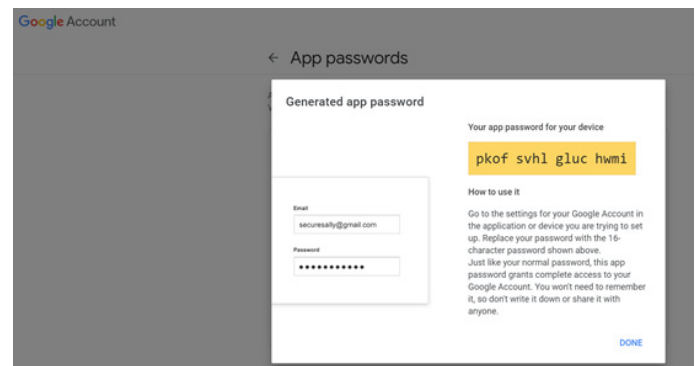 Google Account
← App passwords
Generated app password
Your app password for your device
pkof svhl gluc hwmi
How to use it
Email
securesally@gmail.com
Password
•••••••••••
Go to the settings for your Google Account in
the application or device you are trying to set
up. Replace your password with the 16-
character password shown above.
Just like your normal password, this app
password grants complete access to your
Google Account. You won't need to remember
it, so don't write it down or share it with
anyone.
DONE